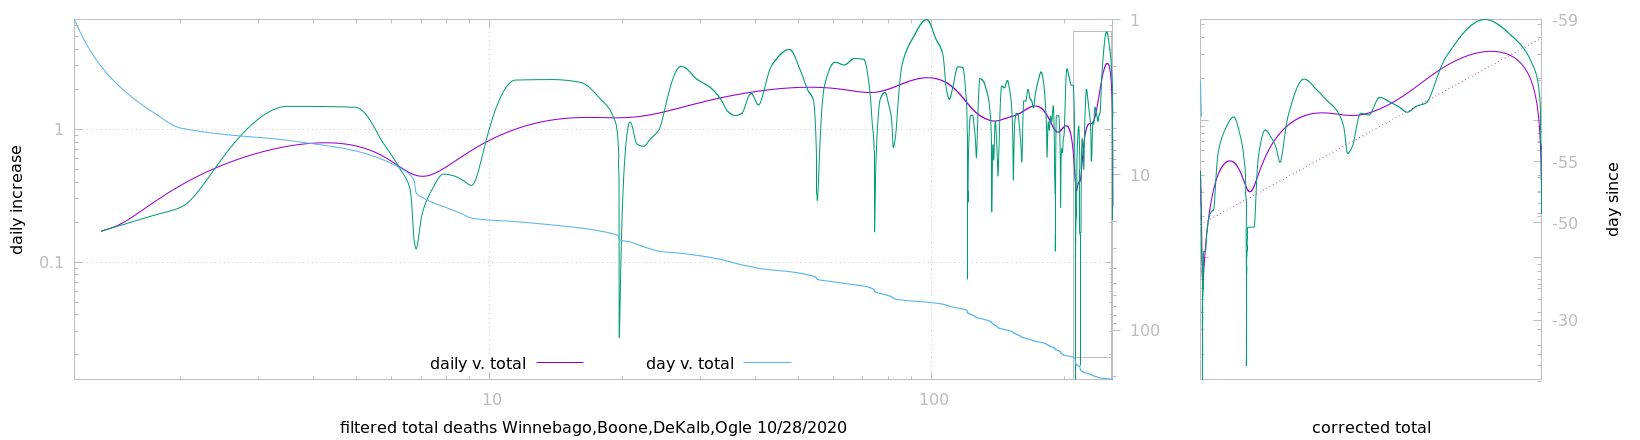 1
-59
daily increase
1
-55
10
-50
day since
0.1
100
-30
daily v. total
day v. total
10
100
filtered total deaths Winnebago,Boone,DeKalb,Ogle 10/28/2020
corrected total